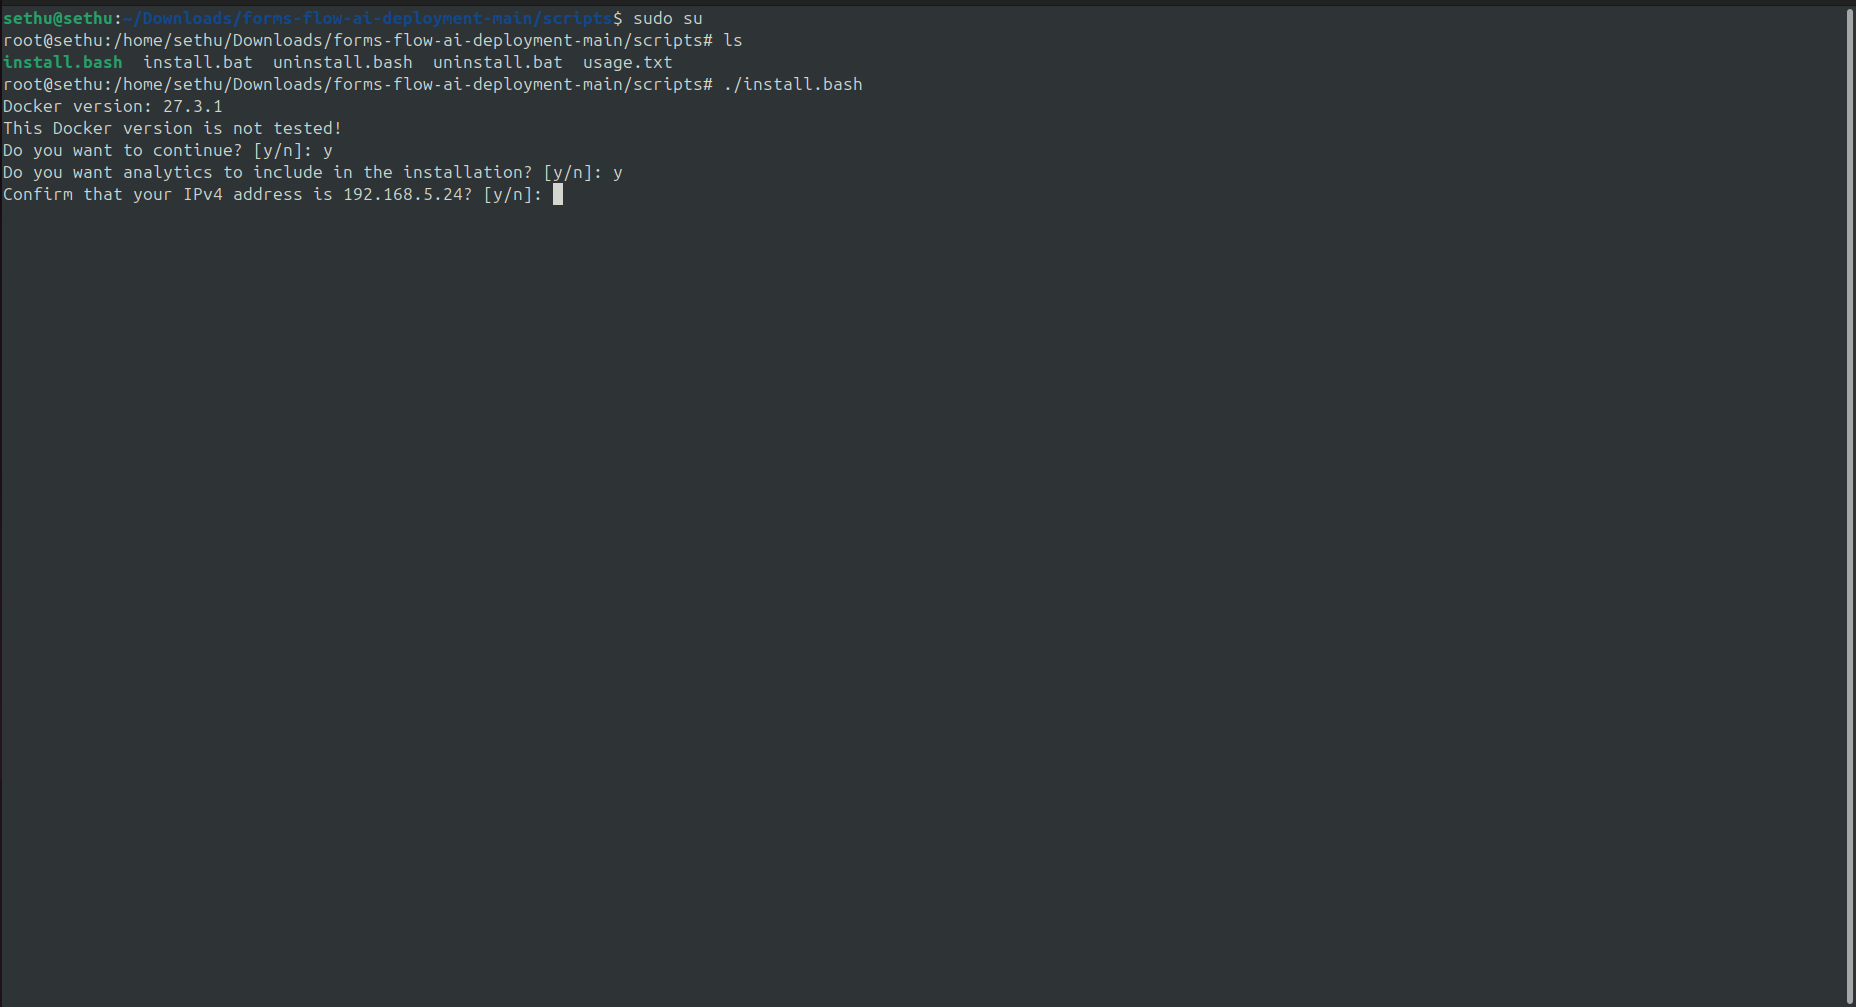 sethu@sethu:~/Downloads/forms-flow-ai-deployment-main/scripts$ sudo su
root@sethu:/home/sethu/Downloads/forms-flow-ai-deployment-main/scripts# ls
install.bash  install.bat  uninstall.bash  uninstall.bat  usage.txt
root@sethu:/home/sethu/Downloads/forms-flow-ai-deployment-main/scripts# ./install.bash
Docker version: 27.3.1
This Docker version is not tested!
Do you want to continue? [y/n]: y
Do you want analytics to include in the installation? [y/n]: y
Confirm that your IPv4 address is 192.168.5.24? [y/n]: